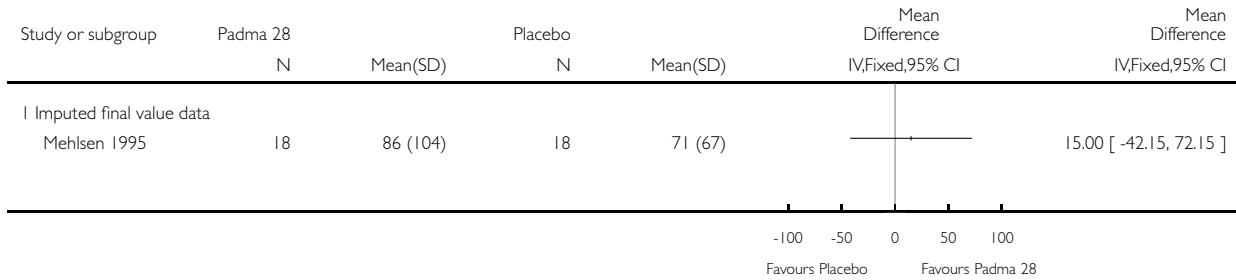 Mean Mean
Study or subgroup Padma 28 Placebo Difference Difference
N Mean(SD) N Mean(SD) IV,Fixed,95% CI IV,Fixed,95% CI
1 Imputed final value data
Mehlsen 1995 18 86 (104) 18 71 (67) 15.00 [ -42.15, 72.15 ]
-100 -50 0 50 100
Favours Placebo Favours Padma 28